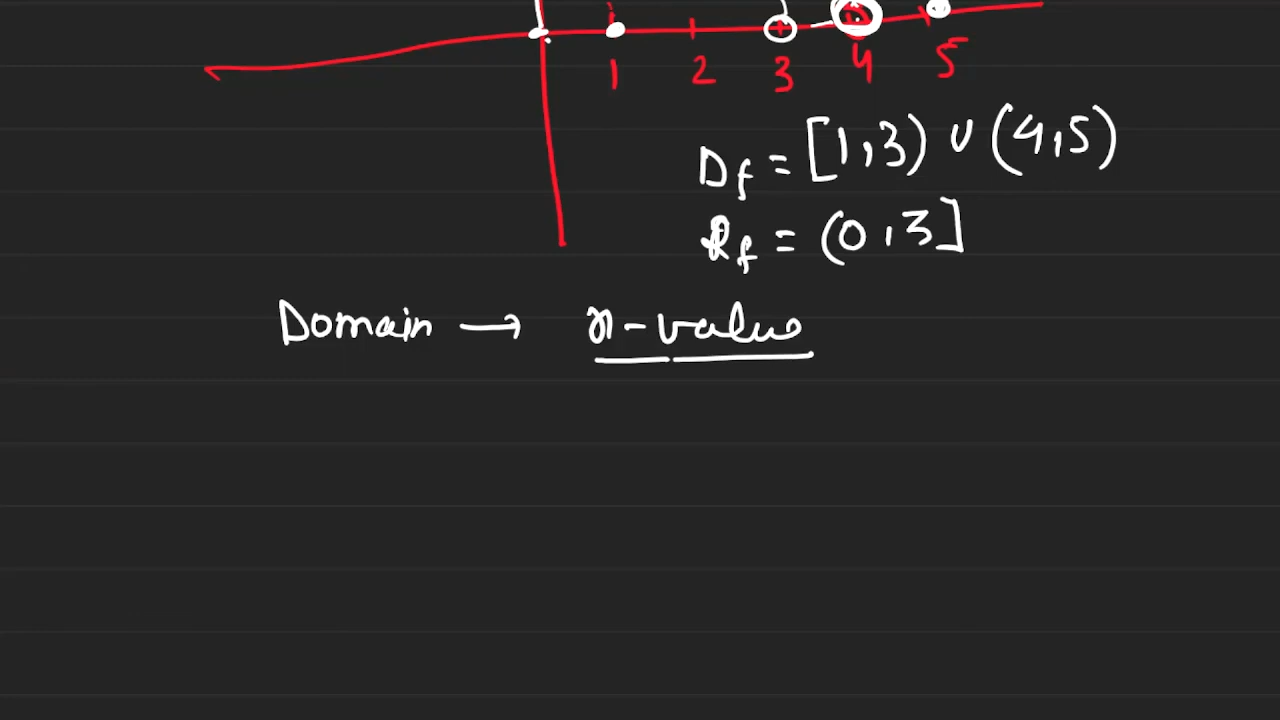 1 2 3 4 5
Df = [1,3) ∪ (4,5)
Rf = (0,3]
Domain → x-value